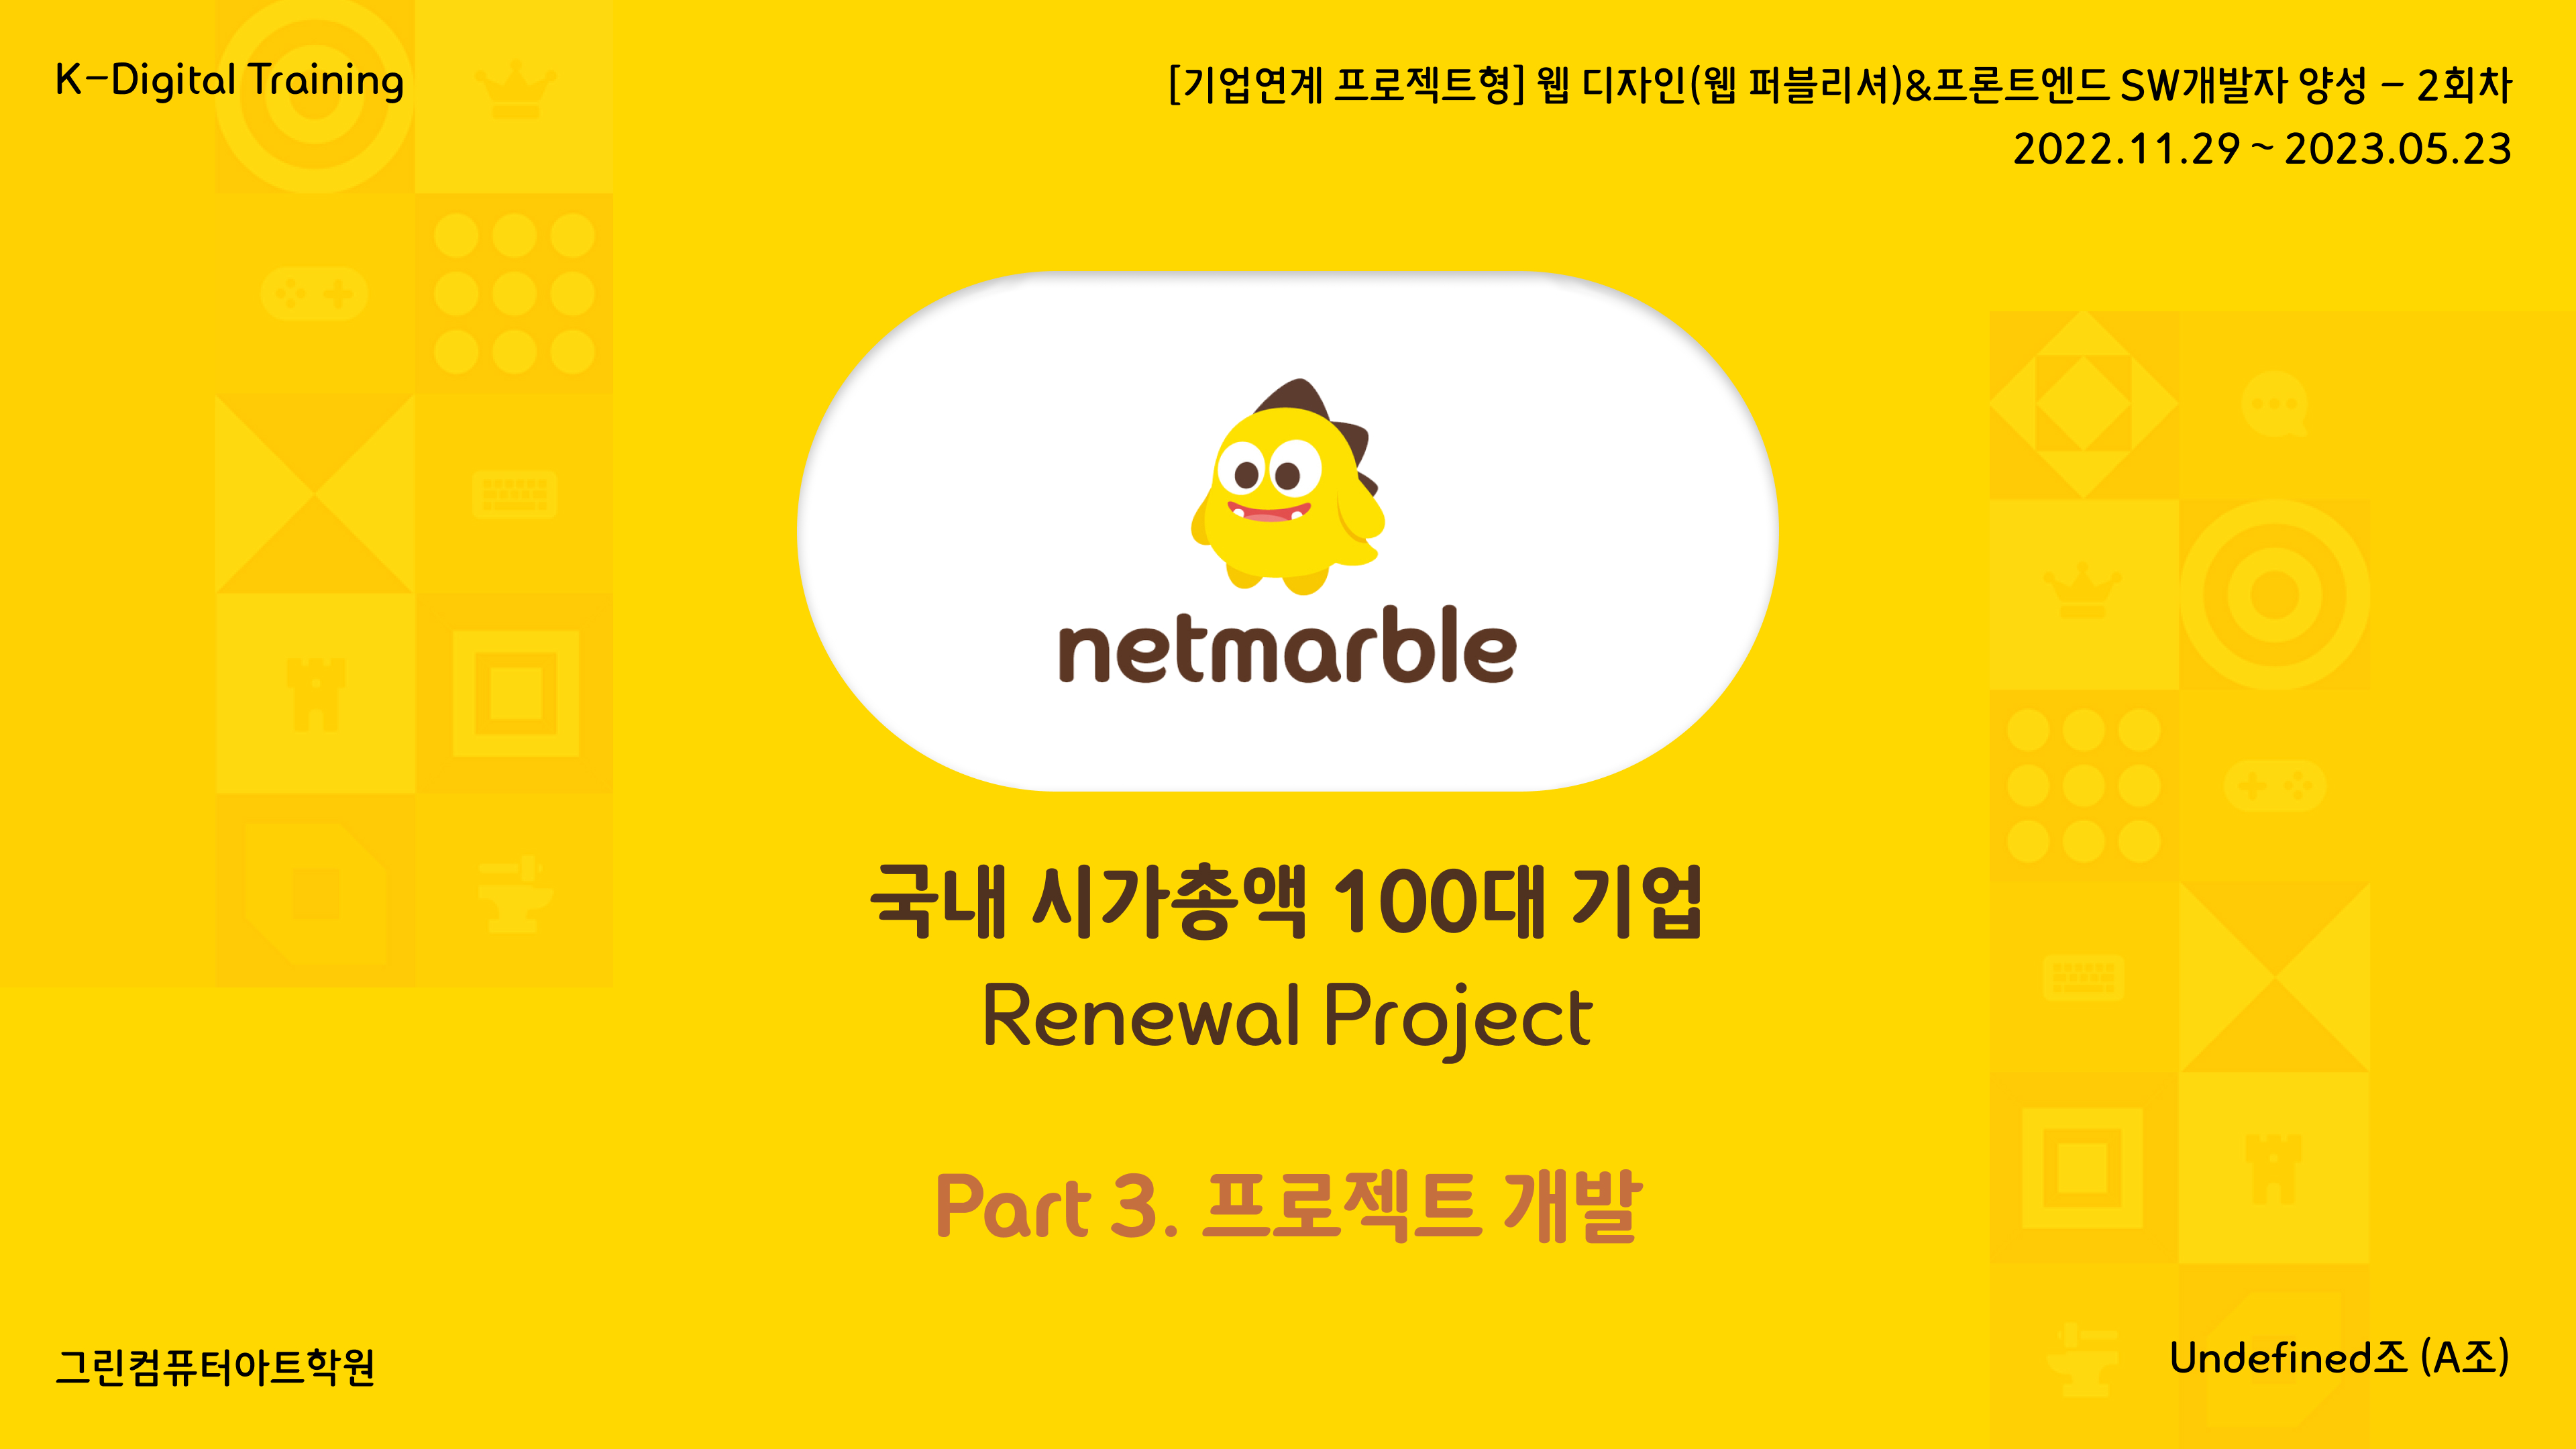 K-Digital Training
[기업연계 프로젝트형] 웹 디자인(웹 퍼블리셔)&프론트엔드 SW개발자 양성 - 2회차
2022.11.29 ~ 2023.05.23
netmarble
국내 시가총액 100대 기업
Renewal Project
Part 3. 프로젝트 개발
그린컴퓨터아트학원
Undefined조 (A조)